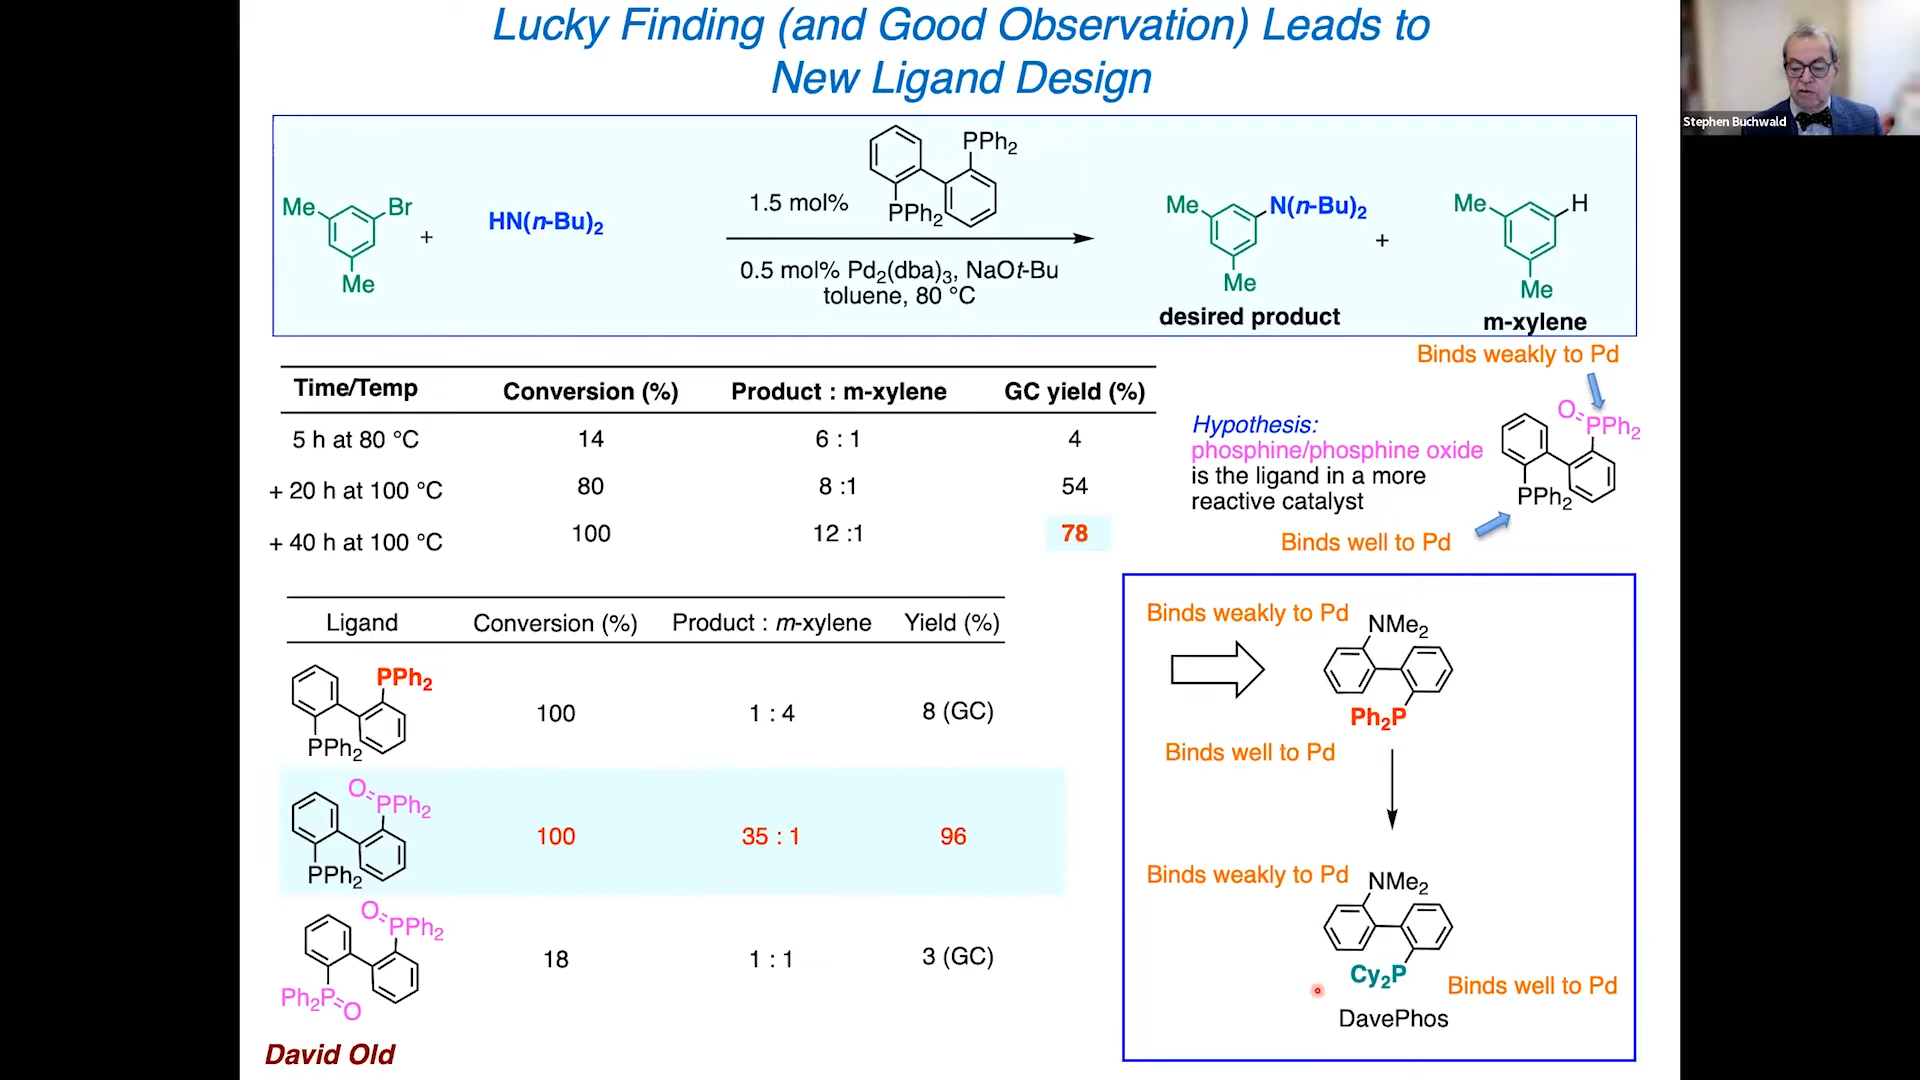 Lucky Finding (and Good Observation) Leads to
New Ligand Design
Stephen Buchwald
Me
Br
Me
+
HN(n-Bu)2
1.5 mol%
PPh2
PPh2
0.5 mol% Pd2(dba)3, NaOt-Bu
toluene, 80 °C
Me
N(n-Bu)2
Me
desired product
+
Me
H
Me
m-xylene
Time/Temp Conversion (%) Product : m-xylene GC yield (%)
5 h at 80 °C 14 6 : 1 4
+ 20 h at 100 °C 80 8 :1 54
+ 40 h at 100 °C 100 12 :1 78
Binds weakly to Pd
Hypothesis:
phosphine/phosphine oxide
is the ligand in a more
reactive catalyst
O
PPh2
PPh2
Binds well to Pd
Ligand Conversion (%) Product : m-xylene Yield (%)
PPh2
PPh2
100 1 : 4 8 (GC)
O
PPh2
PPh2
100 35 : 1 96
O
PPh2
Ph2P
O
18 1 : 1 3 (GC)
David Old
Binds weakly to Pd
NMe2
Ph2P
Binds well to Pd
Binds weakly to Pd
NMe2
Cy2P
Binds well to Pd
DavePhos